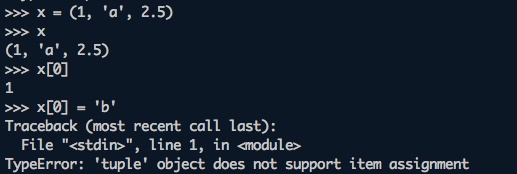 >>> x = (1, 'a', 2.5)
>>> x
(1, 'a', 2.5)
>>> x[0]
1
>>> x[0] = 'b'
Traceback (most recent call last):
  File "<stdin>", line 1, in <module>
TypeError: 'tuple' object does not support item assignment